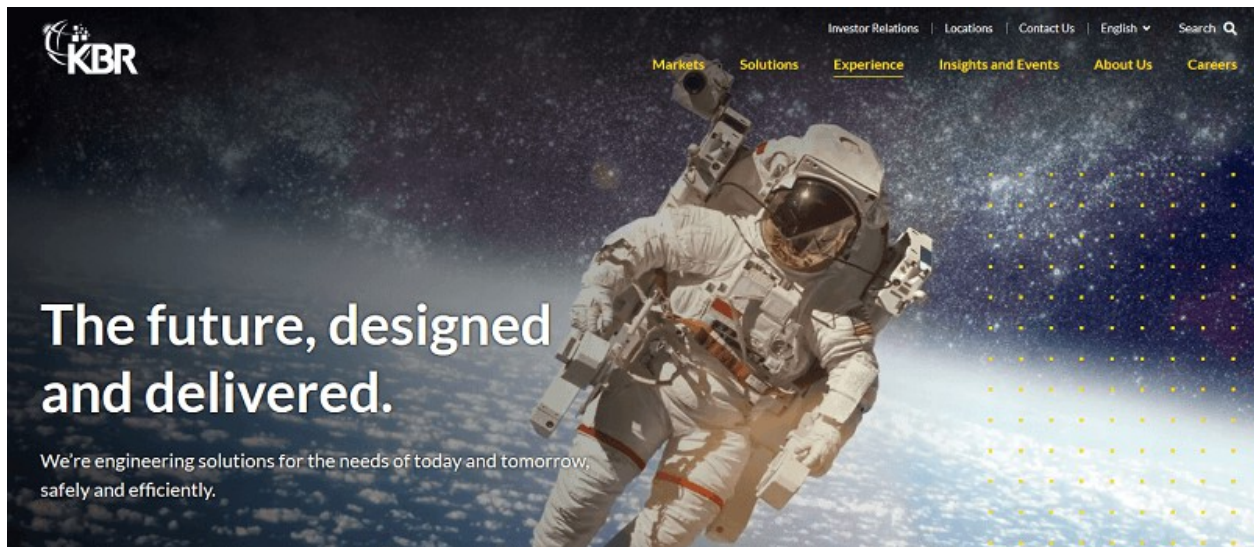 KBR
Investor Relations | Locations | Contact Us | English Search
Markets Solutions Experience Insights and Events About Us Careers
The future, designed
and delivered.
We're engineering solutions for the needs of today and tomorrow,
safely and efficiently.